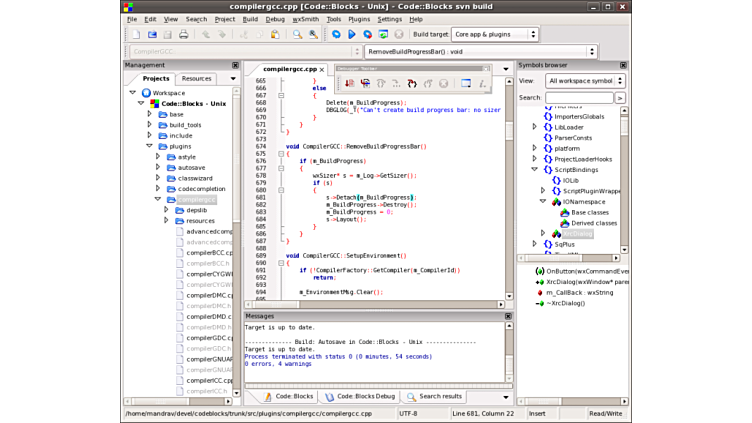 compilergcc.cpp [Code::Blocks - Unix] - Code::Blocks svn build
File Edit View Search Project Build Debug wxSmith Tools Plugins Settings Help
Build target: Core apps & plugins
CompilerGCC
RemoveBuildProgressBar() : void
Management
Projects Resources
Workspace
Code::Blocks - Unix
base
build_tools
include
plugins
astyle
autosave
classwizard
codecompletion
compilergcc
depslib
resources
advancedcomp
advancedcomp
compilerBCC.cp
compilerBCC.h
compilerCYGWI
compilerCYGWI
compilerDMC.cp
compilerDMC.h
compilerDMD.c
compilerDMD.h
compilerGDC.cp
compilerGDC.h
compilerGNUAR
compilerGNUAR
compilerICC.cp
compilerICC.h
compilergcc.cpp
665 }
666 else
667 {
668 Delete(m_BuildProgress);
669 DBGLOG(_T("Can't create build progress bar: no sizer
670 }
671 }
672 }
673
674 void CompilerGCC::RemoveBuildProgressBar()
675 {
676 if (m_BuildProgress)
677 {
678 wxSizer* s = m_Log->GetSizer();
679 if (s)
680 {
681 s->Detach(m_BuildProgress);
682 m_BuildProgress->Destroy();
683 m_BuildProgress = 0;
684 s->Layout();
685 }
686 }
687 }
688
689 void CompilerGCC::SetupEnvironment()
690 {
691 if (!CompilerFactory::GetCompiler(m_CompilerId))
692 return;
693
694 m_EnvironmentMsg.Clear();
Messages
Target is up to date.
-------------- Build: Autosave in Code::Blocks - Unix ---------------
Target is up to date.
Process terminated with status 0 (0 minutes, 54 seconds)
0 errors, 4 warnings
Code::Blocks Code::Blocks Debug Search results
Symbols browser
View: All workspace symbol
Search: >
ImportersGlobals
LibLoader
ParserConsts
platform
ProjectLoaderHooks
ScriptBindings
IOLib
ScriptPluginWrappe
IONamespace
Base classes
Derived classes
XrcDialog
SqPlus
OnButton(wxCommandEve
XrcDialog(wxWindow* parer
m_CallBack : wxString
~XrcDialog()
/home/mandrav/devel/codeblocks/trunk/src/plugins/compilergcc/compilergcc.cpp UTF-8 Line 681, Column 22 Insert Read/Write